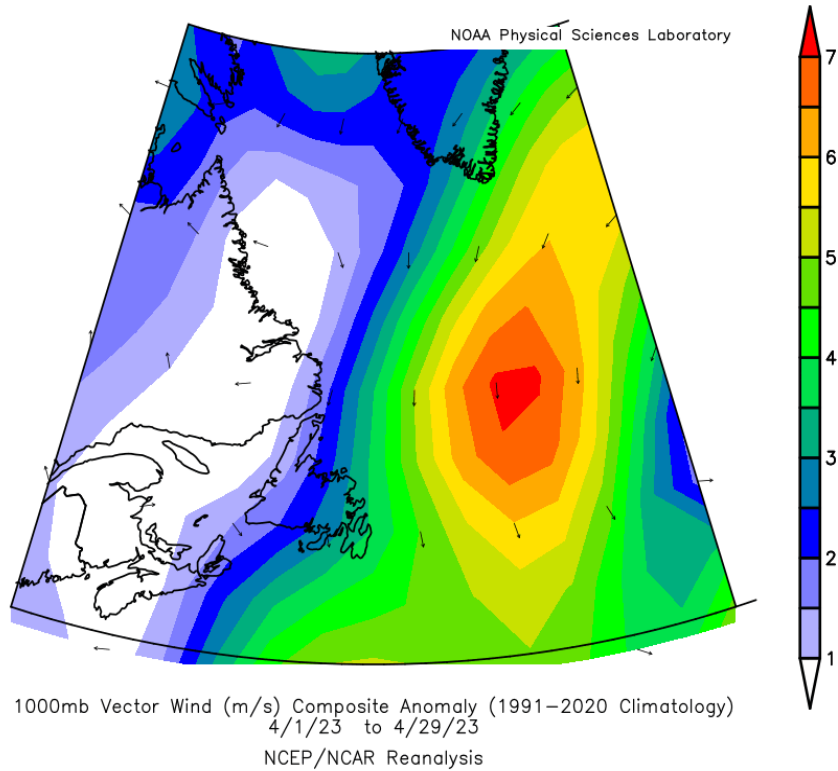 NOAA Physical Sciences Laboratory
7
6
5
4
3
2
1
1000mb Vector Wind (m/s) Composite Anomaly (1991-2020 Climatology)
4/1/23 to 4/29/23
NCEP/NCAR Reanalysis